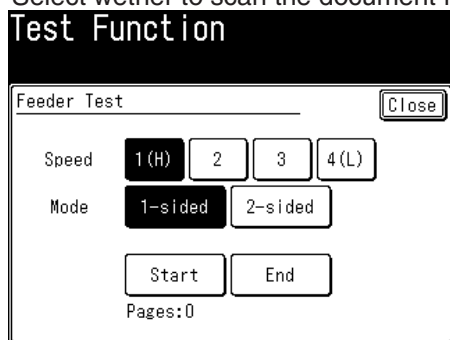 Select wether to scan the document
Test Function
Feeder Test Close
Speed 1(H) 2 3 4(L)
Mode 1-sided 2-sided
Start End
Pages:0